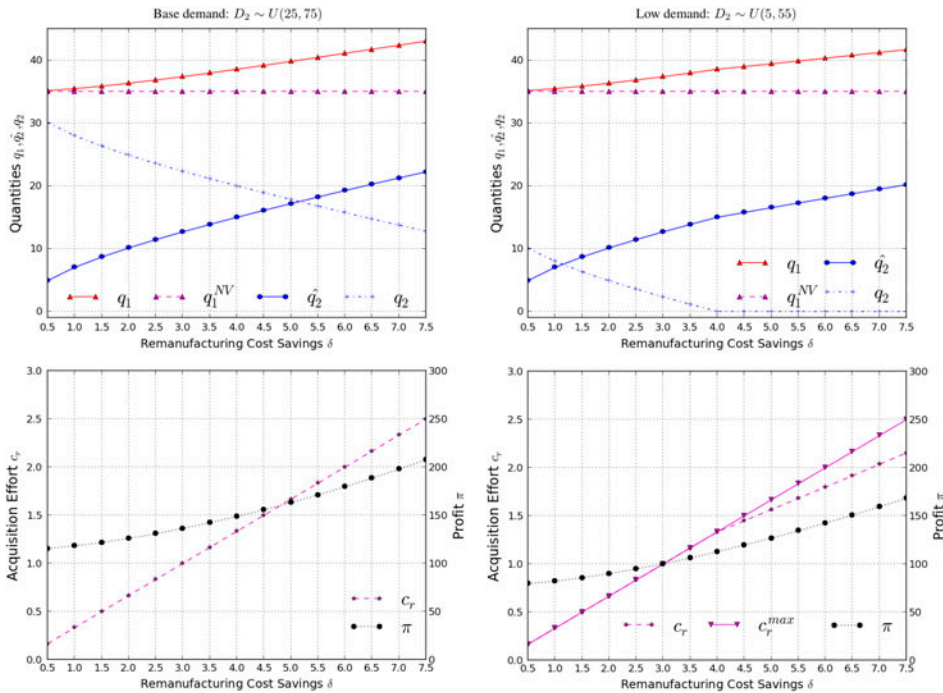 Base demand: D₂ ∼ U(25, 75)
Quantities q₁,q̂₂,q₂
40
30
20
10
0
q₁ q₁ᴺⱽ q̂₂ q₂
0.5 1.0 1.5 2.0 2.5 3.0 3.5 4.0 4.5 5.0 5.5 6.0 6.5 7.0 7.5
Remanufacturing Cost Savings δ
Low demand: D₂ ∼ U(5, 55)
Quantities q₁,q̂₂,q₂
40
30
20
10
0
q₁ q̂₂
q₁ᴺⱽ q₂
0.5 1.0 1.5 2.0 2.5 3.0 3.5 4.0 4.5 5.0 5.5 6.0 6.5 7.0 7.5
Remanufacturing Cost Savings δ
Acquisition Effort cᵣ
3.0
2.5
2.0
1.5
1.0
0.5
0.0
cᵣ
π
300
250
200
150
100
50
0
Profit π
0.5 1.0 1.5 2.0 2.5 3.0 3.5 4.0 4.5 5.0 5.5 6.0 6.5 7.0 7.5
Remanufacturing Cost Savings δ
Acquisition Effort cᵣ
3.0
2.5
2.0
1.5
1.0
0.5
0.0
cᵣ cᵣᵐᵃˣ π
300
250
200
150
100
50
0
Profit π
0.5 1.0 1.5 2.0 2.5 3.0 3.5 4.0 4.5 5.0 5.5 6.0 6.5 7.0 7.5
Remanufacturing Cost Savings δ